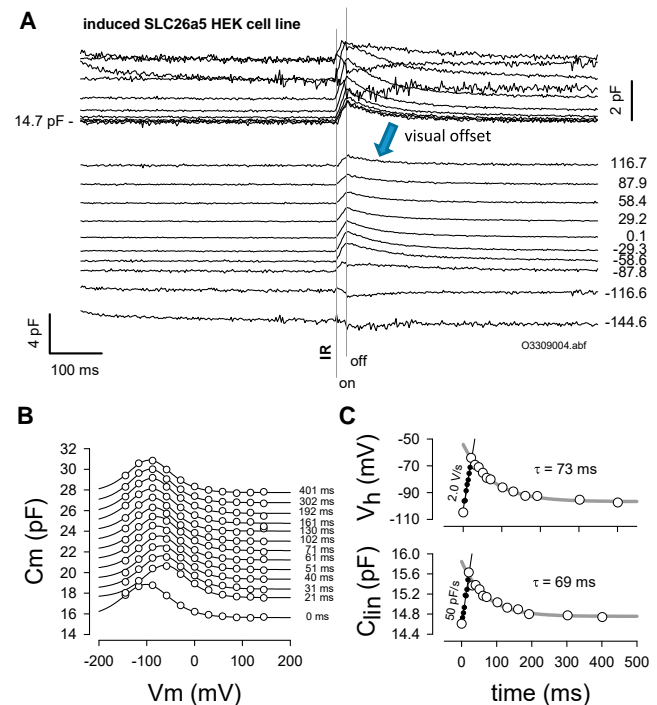 A
induced SLC26a5 HEK cell line
2 pF
14.7 pF -
visual offset
116.7
87.9
58.4
29.2
0.1
-29.3
-58.6
-87.8
-116.6
-144.6
4 pF
100 ms
IR
off
on
O3309004.abf
B
Cm (pF)
32
30
28
26
24
22
20
18
16
14
401 ms
302 ms
192 ms
161 ms
130 ms
102 ms
71 ms
61 ms
51 ms
40 ms
31 ms
21 ms
0 ms
-200 -100 0 100 200
Vm (mV)
C
Vh (mV)
-50
-70
-90
-110
2.0 V/s
τ = 73 ms
Clin (pF)
16.0
15.6
15.2
14.8
14.4
50 pF/s
τ = 69 ms
0 100 200 300 400 500
time (ms)